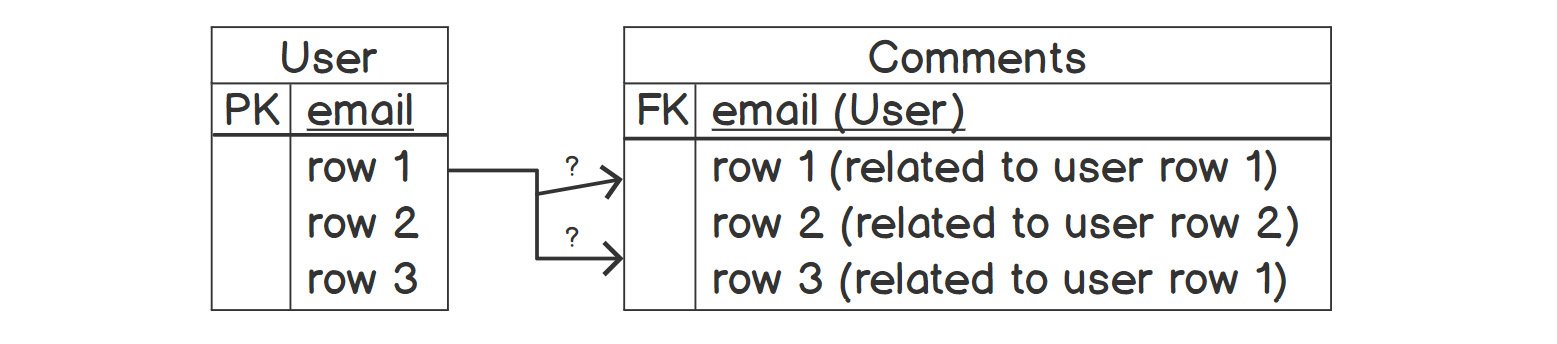 User
PK email
row 1
row 2
row 3
?
?
Comments
FK email (User)
row 1 (related to user row 1)
row 2 (related to user row 2)
row 3 (related to user row 1)